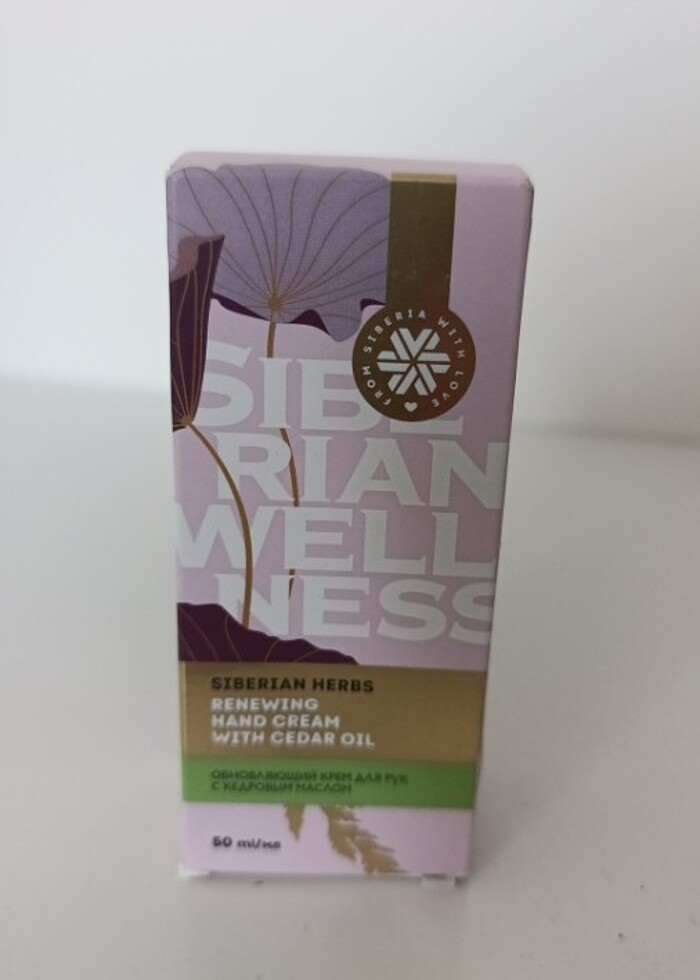 FROM SIBERIA WITH LOVE
SIBE
RIAN
WELL
NESS
SIBERIAN HERBS
RENEWING
HAND CREAM
WITH CEDAR OIL
ОБНОВЛЯЮЩИЙ КРЕМ ДЛЯ РУК
С КЕДРОВЫМ МАСЛОМ
50 ml/мл